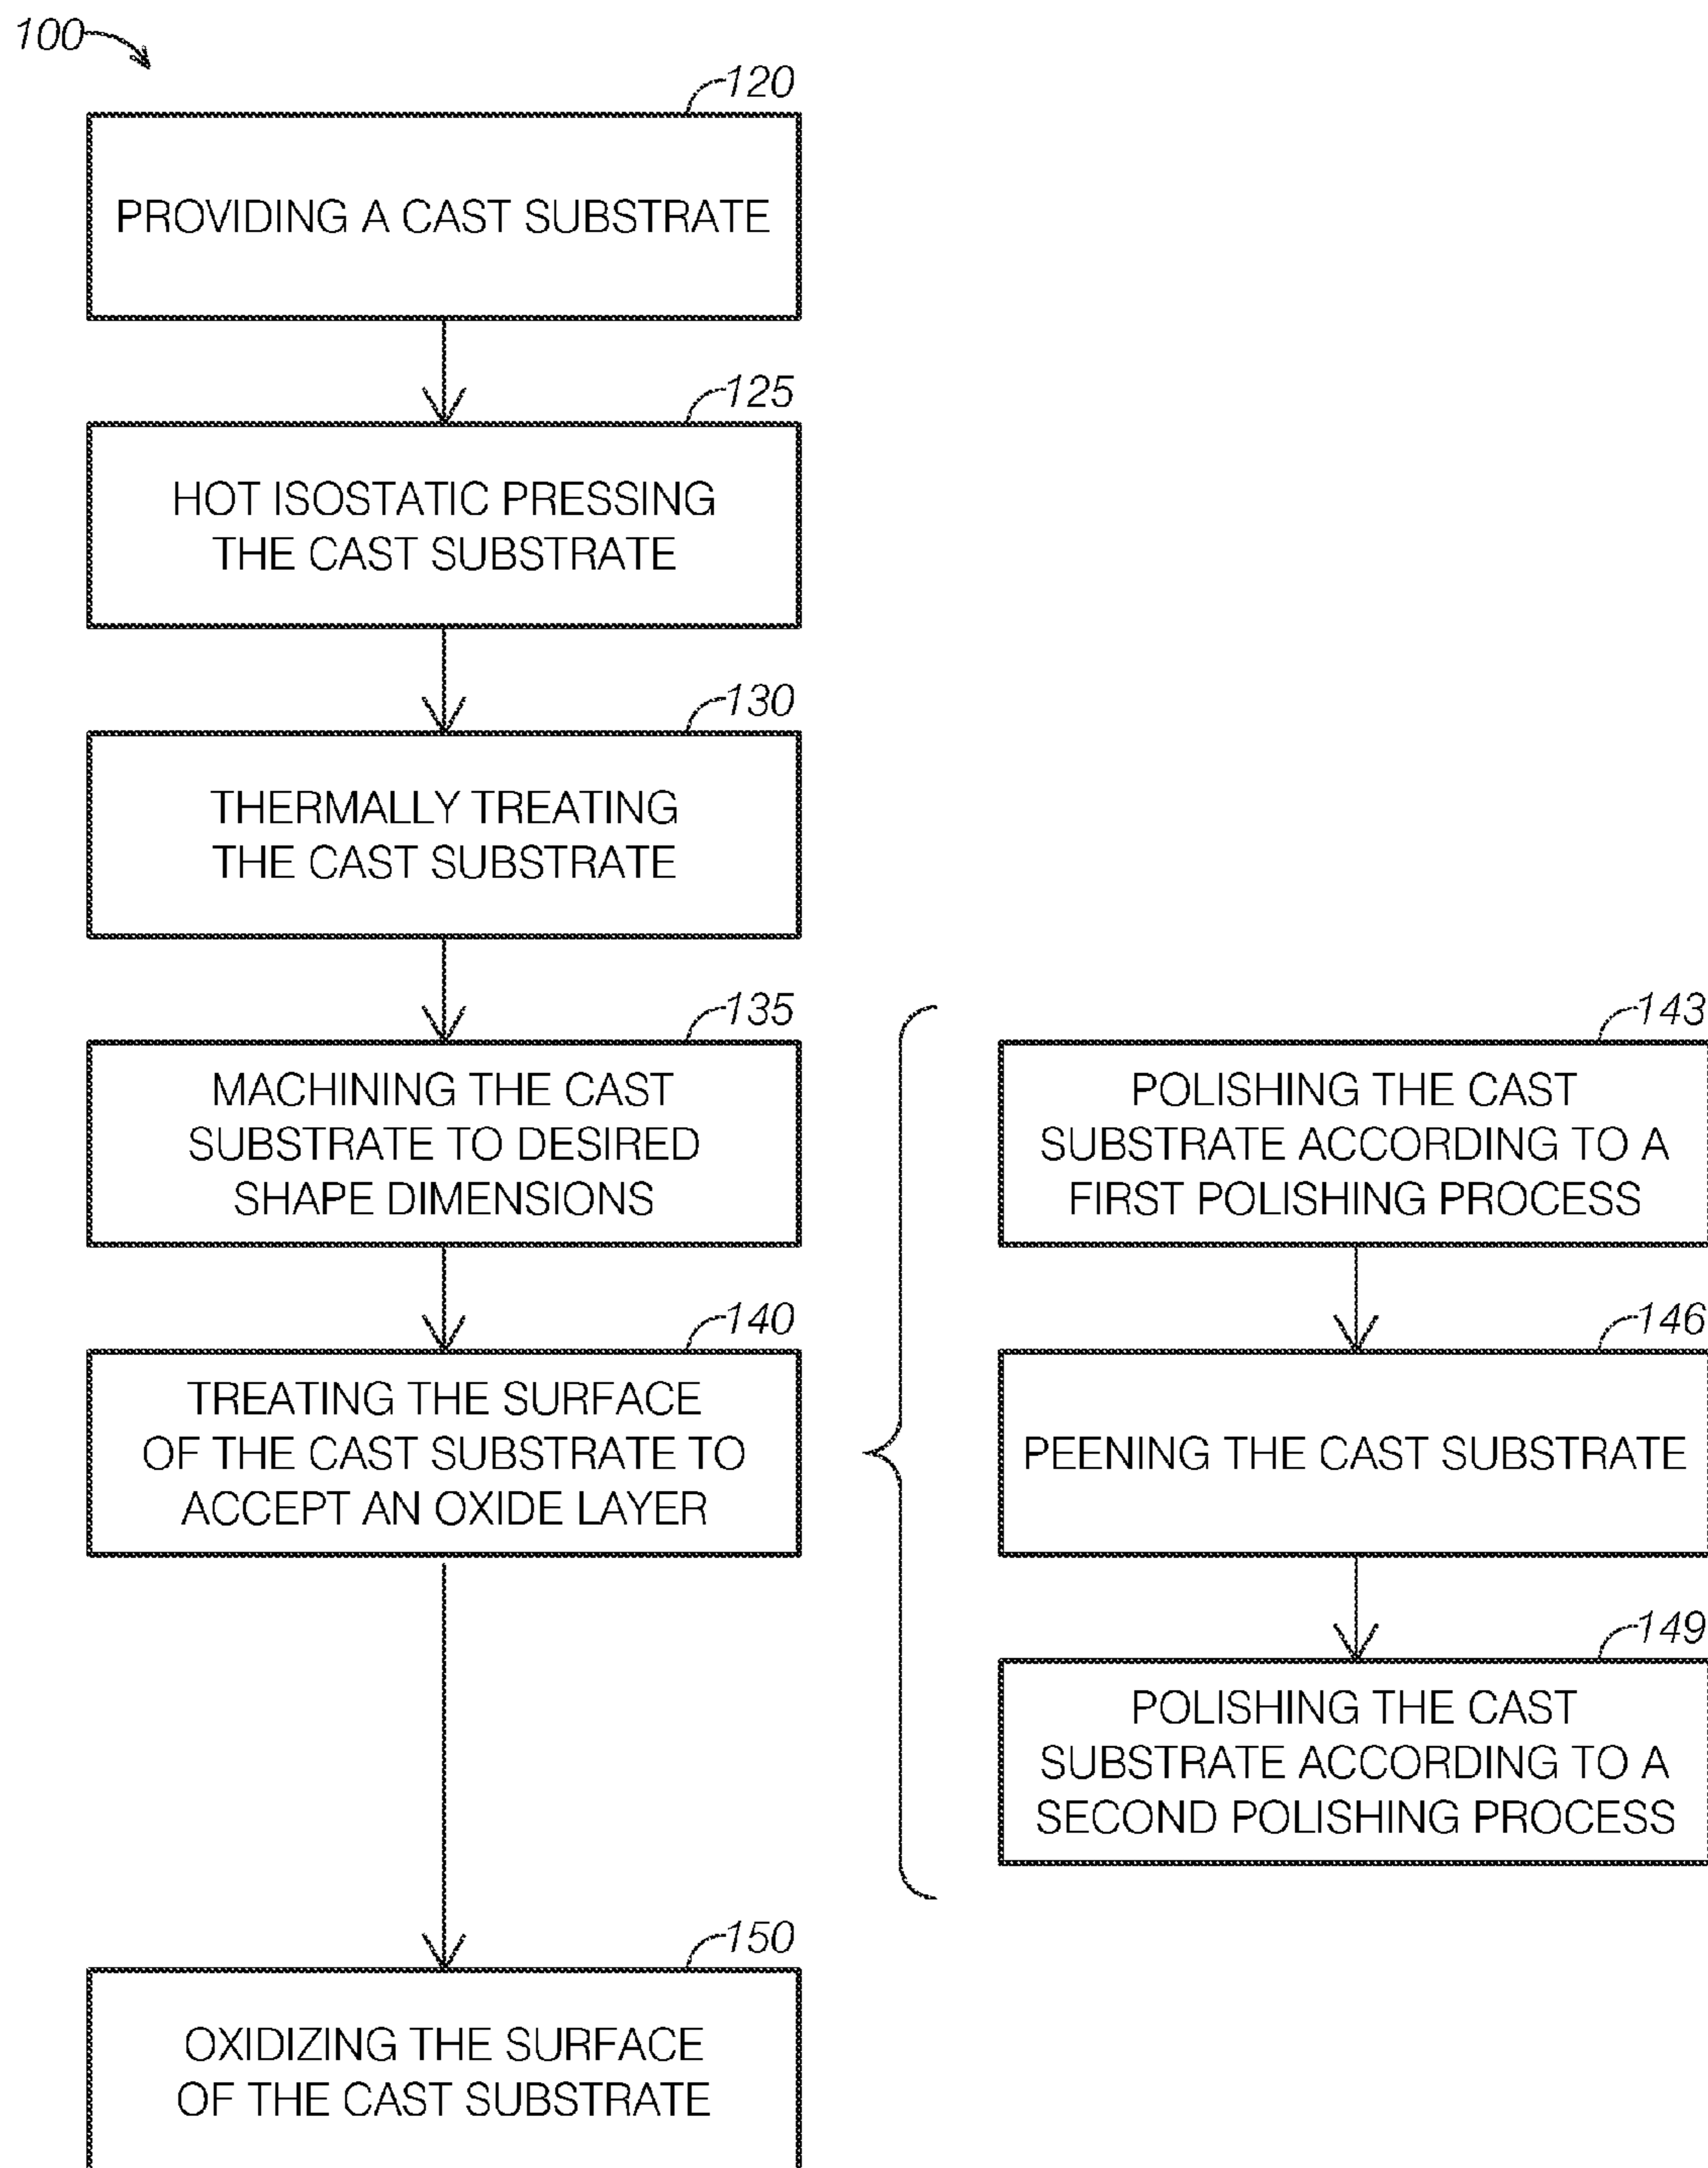 100
120
PROVIDING A CAST SUBSTRATE
125
HOT ISOSTATIC PRESSING
THE CAST SUBSTRATE
130
THERMALLY TREATING
THE CAST SUBSTRATE
135
MACHINING THE CAST
SUBSTRATE TO DESIRED
SHAPE DIMENSIONS
140
TREATING THE SURFACE
OF THE CAST SUBSTRATE TO
ACCEPT AN OXIDE LAYER
143
POLISHING THE CAST
SUBSTRATE ACCORDING TO A
FIRST POLISHING PROCESS
146
PEENING THE CAST SUBSTRATE
149
POLISHING THE CAST
SUBSTRATE ACCORDING TO A
SECOND POLISHING PROCESS
150
OXIDIZING THE SURFACE
OF THE CAST SUBSTRATE